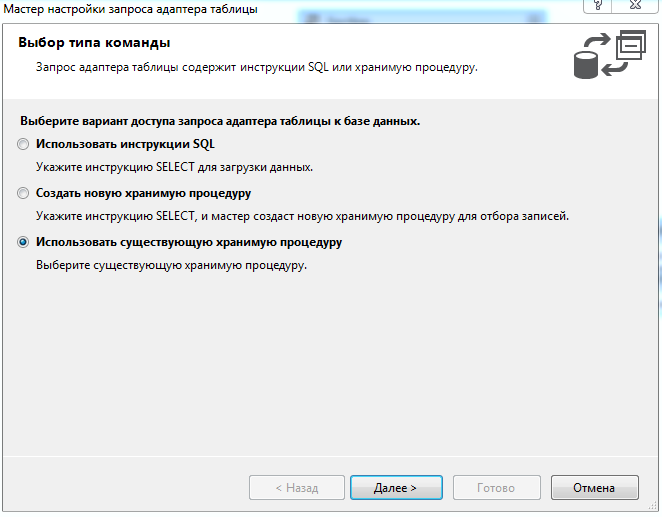 Мастер настройки запроса адаптера таблицы
Выбор типа команды
Запрос адаптера таблицы содержит инструкции SQL или хранимую процедуру.
Выберите вариант доступа запроса адаптера таблицы к базе данных.
Использовать инструкции SQL
Укажите инструкцию SELECT для загрузки данных.
Создать новую хранимую процедуру
Укажите инструкцию SELECT, и мастер создаст новую хранимую процедуру для отбора записей.
Использовать существующую хранимую процедуру
Выберите существующую хранимую процедуру.
< Назад Далее > Готово Отмена